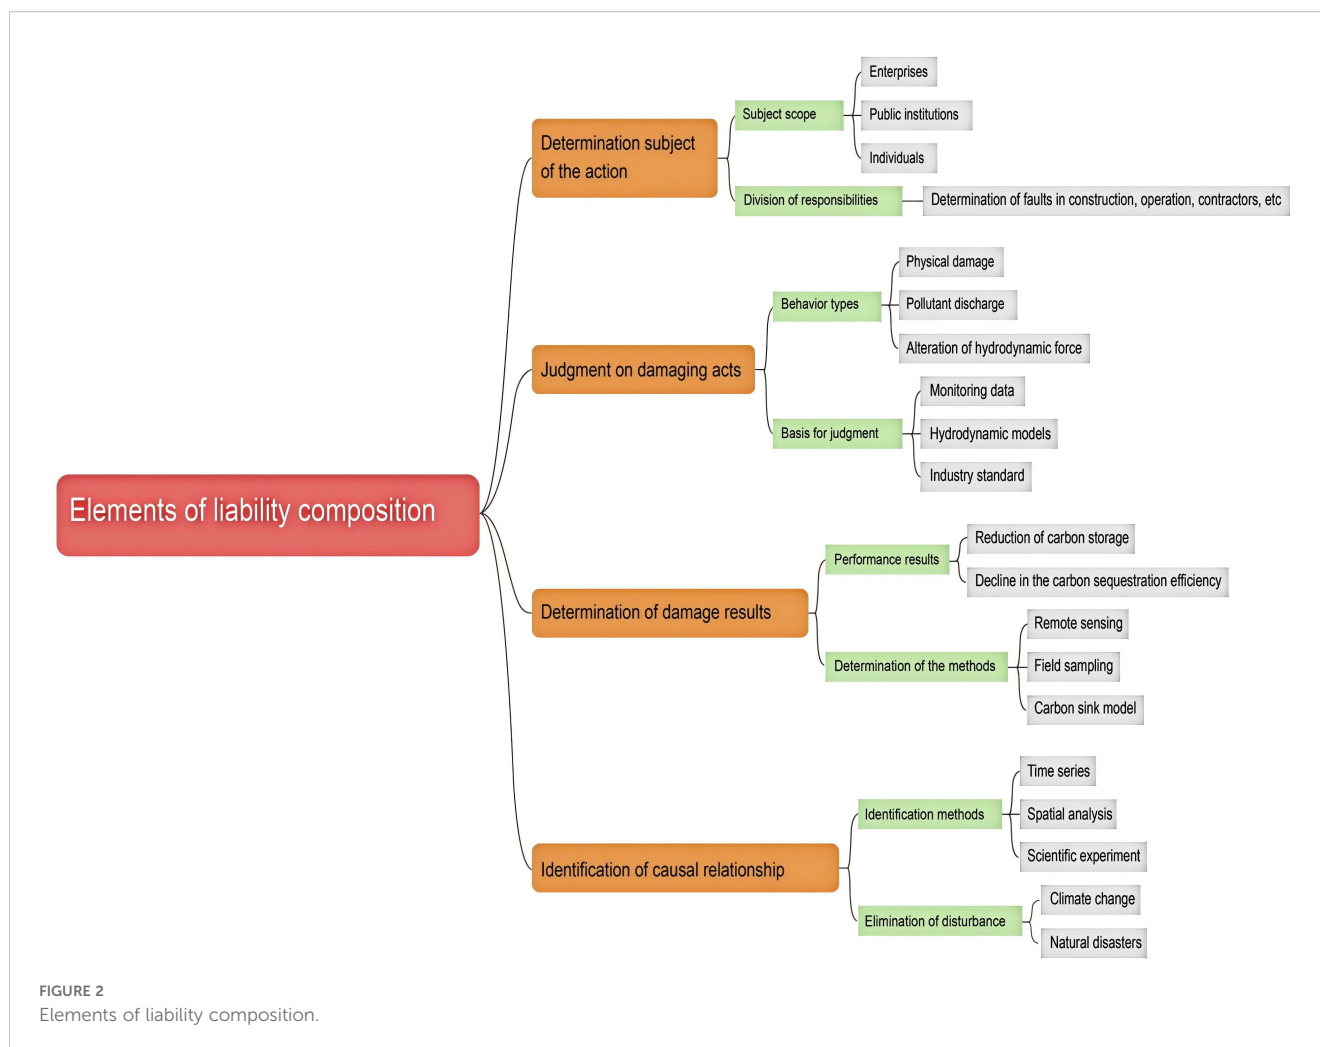 Elements of liability composition
Determination subject
of the action
Subject scope
Enterprises
Public institutions
Individuals
Division of responsibilities
Determination of faults in construction, operation, contractors, etc
Judgment on damaging acts
Behavior types
Physical damage
Pollutant discharge
Alteration of hydrodynamic force
Basis for judgment
Monitoring data
Hydrodynamic models
Industry standard
Determination of damage results
Performance results
Reduction of carbon storage
Decline in the carbon sequestration efficiency
Determination of the methods
Remote sensing
Field sampling
Carbon sink model
Identification of causal relationship
Identification methods
Time series
Spatial analysis
Scientific experiment
Elimination of disturbance
Climate change
Natural disasters
FIGURE 2
Elements of liability composition.